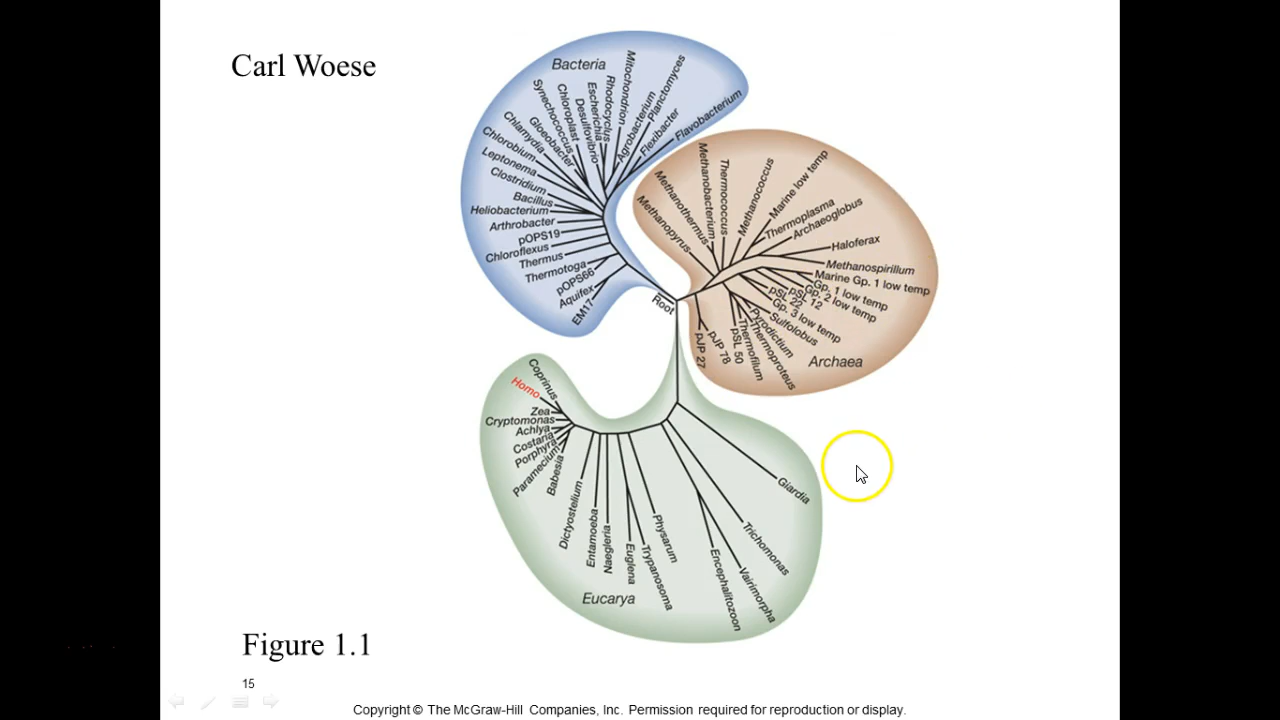 Carl Woese
Bacteria
Mitochondrion
Planctomyces
Rhodocyclus
Escherichia
Desulfovibrio
Chloroplast
Synechococcus
Gloeobacter
Chlamydia
Chlorobium
Leptonema
Clostridium
Bacillus
Heliobacterium
Arthrobacter
pOPS19
Chloroflexus
Thermus
Thermotoga
pOPS66
Aquifex
EM17
Agrobacterium
Flexibacter
Flavobacterium
Root
Methanopyrus
Methanothermus
Methanobacterium
Thermococcus
Methanococcus
Marine low temp
Thermoplasma
Archaeoglobus
Haloferax
Methanospirillum
Marine Gp. 1 low temp
Gp. 1 low temp
Gp. 2 low temp
pSL 12
pSL 22
Gp. 3 low temp
Sulfolobus
Pyrodictium
Thermoproteus
Thermofilum
pSL 50
pJP 78
pJP 27
Archaea
Coprinus
Homo
Zea
Cryptomonas
Achlya
Costaria
Porphyra
Paramecium
Babesia
Dictyostelium
Entamoeba
Naegleria
Euglena
Trypanosoma
Physarum
Encephalitozoon
Vairimorpha
Trichomonas
Giardia
Eucarya
Figure 1.1
15
Copyright © The McGraw-Hill Companies, Inc. Permission required for reproduction or display.